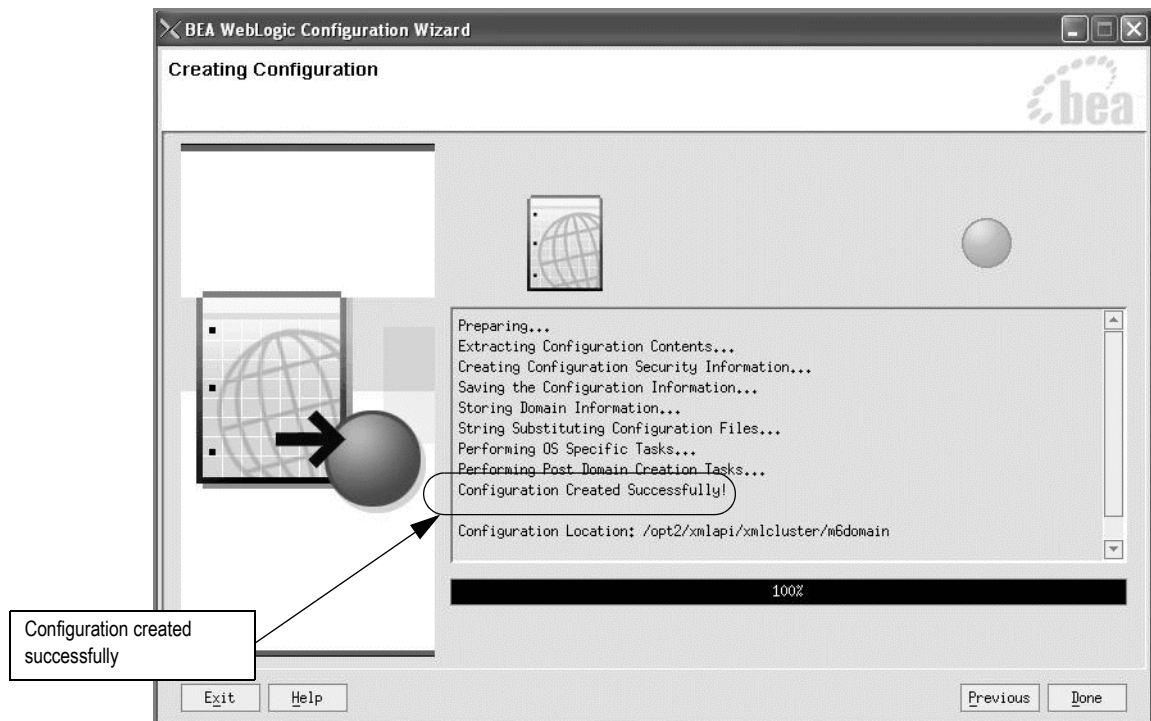 BEA WebLogic Configuration Wizard
Creating Configuration
bea
Preparing...
Extracting Configuration Contents...
Creating Configuration Security Information...
Saving the Configuration Information...
Storing Domain Information...
String Substituting Configuration Files...
Performing OS Specific Tasks...
Performing Post Domain Creation Tasks...
Configuration Created Successfully!
Configuration Location: /opt2/xmlapi/xmlcluster/m6domain
100%
Configuration created
successfully
Exit
Help
Previous
Done